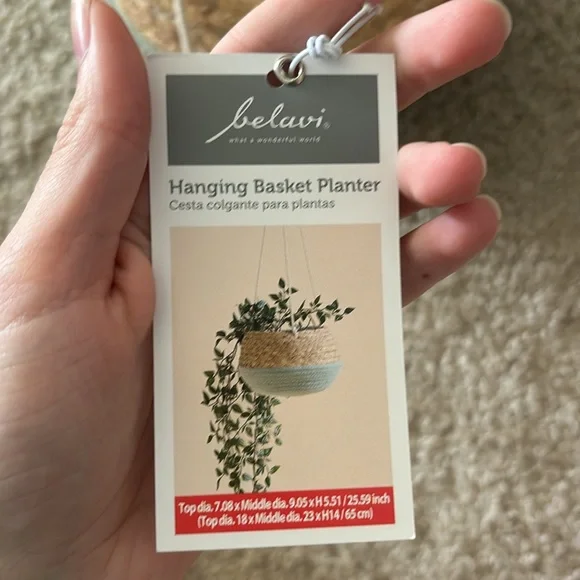 belavi®
what a wonderful world
Hanging Basket Planter
Cesta colgante para plantas
Top dia. 7.08 x Middle dia. 9.05 x H 5.51 / 25.59 inch
(Top dia. 18 x Middle dia. 23 x H14 / 65 cm)